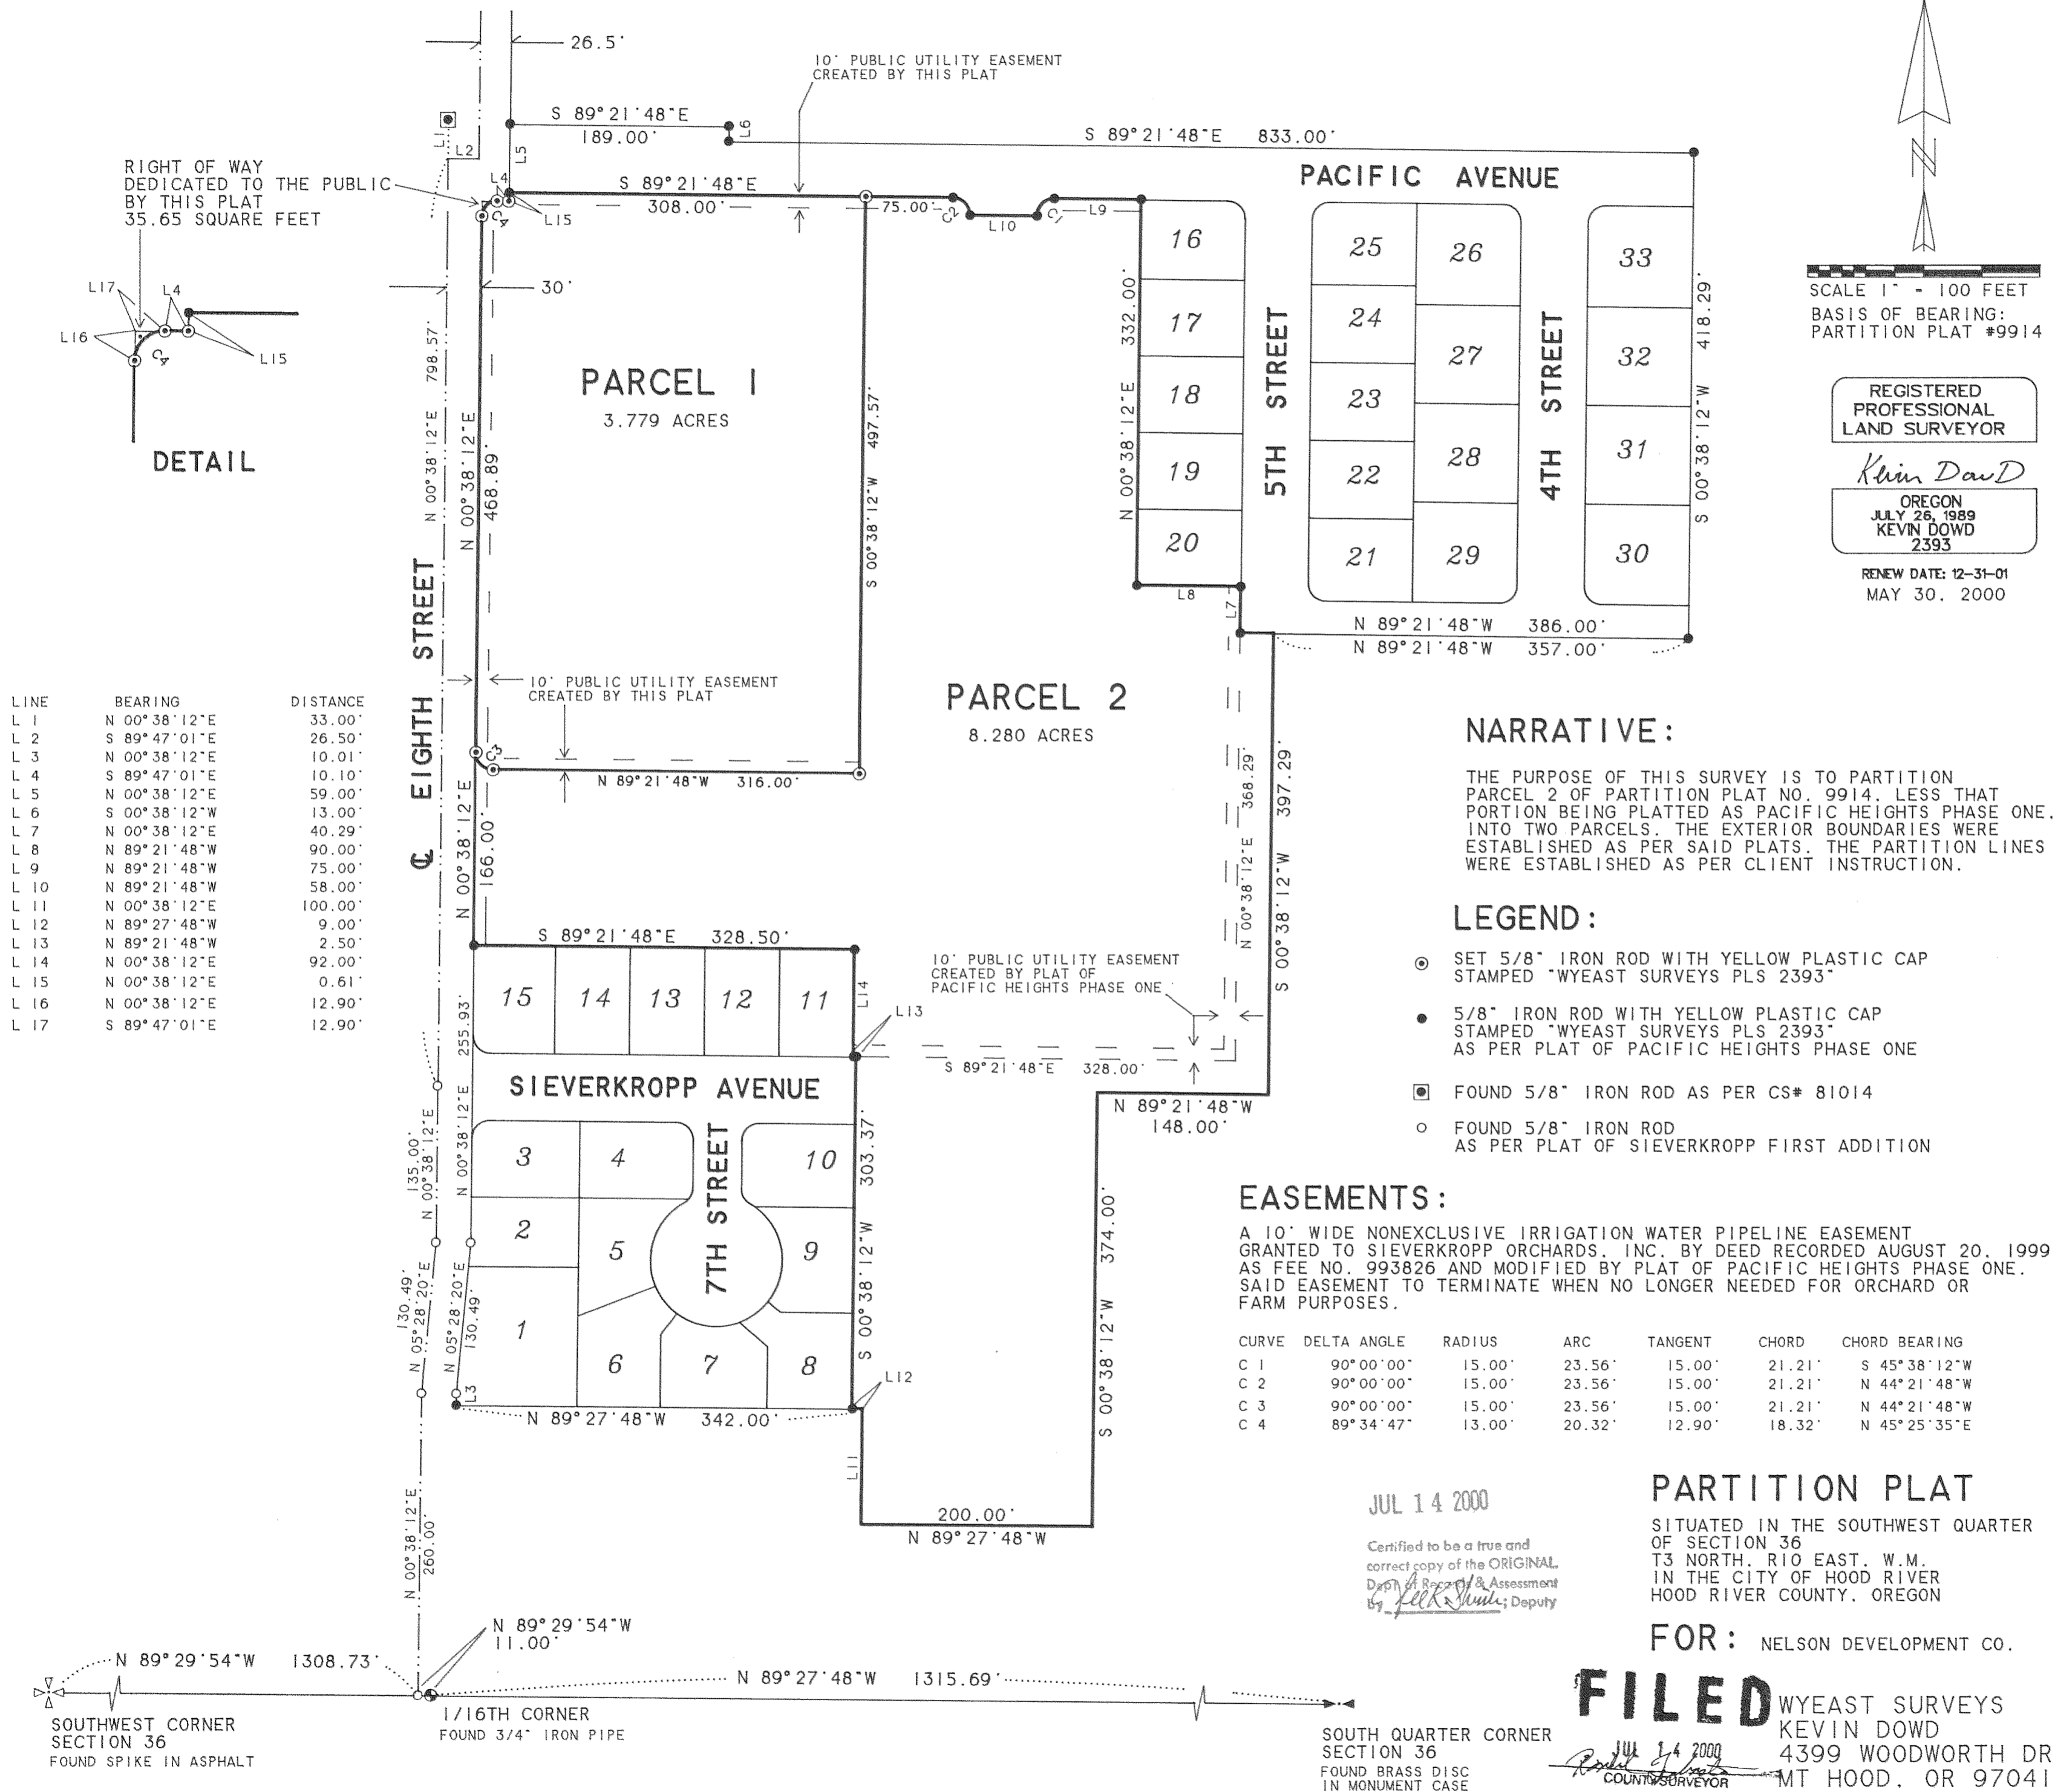 26.5'
10' PUBLIC UTILITY EASEMENT
CREATED BY THIS PLAT
S 89°21'48"E
189.00'
L6
S 89°21'48"E 833.00'
L1
L2
L5
RIGHT OF WAY
DEDICATED TO THE PUBLIC
BY THIS PLAT
35.65 SQUARE FEET
L4
S 89°21'48"E
308.00'
75.00'
C2
L10
C1
L9
C4
L15
30'
PACIFIC AVENUE
L17
L4
L16
C4
L15
DETAIL
PARCEL 1
3.779 ACRES
N 00°38'12"E 798.57'
N 00°38'12"E
468.89'
S 00°38'12"W 497.57'
N 00°38'12"E 332.00'
16
17
18
19
20
5TH STREET
25
24
23
22
21
26
27
28
29
4TH STREET
33
32
31
30
S 00°38'12"W 418.29'
L8
L7
N 89°21'48"W 386.00'
N 89°21'48"W 357.00'
N
SCALE 1" = 100 FEET
BASIS OF BEARING:
PARTITION PLAT #9914
REGISTERED
PROFESSIONAL
LAND SURVEYOR
Kevin Dowd
OREGON
JULY 26, 1989
KEVIN DOWD
2393
RENEW DATE: 12-31-01
MAY 30, 2000
℄ EIGHTH STREET
10' PUBLIC UTILITY EASEMENT
CREATED BY THIS PLAT
C3
N 89°21'48"W 316.00'
N 00°38'12"E
166.00'
PARCEL 2
8.280 ACRES
N 00°38'12"E 368.29'
S 00°38'12"W 397.29'
LINE BEARING DISTANCE
L 1 N 00°38'12"E 33.00'
L 2 S 89°47'01"E 26.50'
L 3 N 00°38'12"E 10.01'
L 4 S 89°47'01"E 10.10'
L 5 N 00°38'12"E 59.00'
L 6 S 00°38'12"W 13.00'
L 7 N 00°38'12"E 40.29'
L 8 N 89°21'48"W 90.00'
L 9 N 89°21'48"W 75.00'
L 10 N 89°21'48"W 58.00'
L 11 N 00°38'12"E 100.00'
L 12 N 89°27'48"W 9.00'
L 13 N 89°21'48"W 2.50'
L 14 N 00°38'12"E 92.00'
L 15 N 00°38'12"E 0.61'
L 16 N 00°38'12"E 12.90'
L 17 S 89°47'01"E 12.90'
NARRATIVE:
THE PURPOSE OF THIS SURVEY IS TO PARTITION
PARCEL 2 OF PARTITION PLAT NO. 9914, LESS THAT
PORTION BEING PLATTED AS PACIFIC HEIGHTS PHASE ONE,
INTO TWO PARCELS. THE EXTERIOR BOUNDARIES WERE
ESTABLISHED AS PER SAID PLATS. THE PARTITION LINES
WERE ESTABLISHED AS PER CLIENT INSTRUCTION.
LEGEND:
SET 5/8" IRON ROD WITH YELLOW PLASTIC CAP
STAMPED "WYEAST SURVEYS PLS 2393"
5/8" IRON ROD WITH YELLOW PLASTIC CAP
STAMPED "WYEAST SURVEYS PLS 2393"
AS PER PLAT OF PACIFIC HEIGHTS PHASE ONE
FOUND 5/8" IRON ROD AS PER CS# 81014
FOUND 5/8" IRON ROD
AS PER PLAT OF SIEVERKROPP FIRST ADDITION
S 89°21'48"E 328.50'
15
14
13
12
11
L14
L13
10' PUBLIC UTILITY EASEMENT
CREATED BY PLAT OF
PACIFIC HEIGHTS PHASE ONE
S 89°21'48"E 328.00'
N 89°21'48"W
148.00'
SIEVERKROPP AVENUE
N 00°38'12"E 255.93'
N 00°38'12"E
135.00'
7TH STREET
3
4
2
5
1
6
7
8
9
10
S 00°38'12"W 303.37'
S 00°38'12"W 374.00'
N 05°28'20"E
130.49'
N 05°28'20"E
130.49'
L3
N 89°27'48"W 342.00'
L12
L11
200.00'
N 89°27'48"W
N 00°38'12"E
260.00'
EASEMENTS:
A 10' WIDE NONEXCLUSIVE IRRIGATION WATER PIPELINE EASEMENT
GRANTED TO SIEVERKROPP ORCHARDS, INC. BY DEED RECORDED AUGUST 20, 1999
AS FEE NO. 993826 AND MODIFIED BY PLAT OF PACIFIC HEIGHTS PHASE ONE.
SAID EASEMENT TO TERMINATE WHEN NO LONGER NEEDED FOR ORCHARD OR
FARM PURPOSES.
CURVE DELTA ANGLE RADIUS ARC TANGENT CHORD CHORD BEARING
C 1 90°00'00" 15.00' 23.56' 15.00' 21.21' S 45°38'12"W
C 2 90°00'00" 15.00' 23.56' 15.00' 21.21' N 44°21'48"W
C 3 90°00'00" 15.00' 23.56' 15.00' 21.21' N 44°21'48"W
C 4 89°34'47" 13.00' 20.32' 12.90' 18.32' N 45°25'35"E
JUL 14 2000
Certified to be a true and
correct copy of the ORIGINAL
Dept. of Records & Assessment
By ; Deputy
PARTITION PLAT
SITUATED IN THE SOUTHWEST QUARTER
OF SECTION 36
T3 NORTH, R10 EAST, W.M.
IN THE CITY OF HOOD RIVER
HOOD RIVER COUNTY, OREGON
FOR: NELSON DEVELOPMENT CO.
N 89°29'54"W
11.00'
N 89°29'54"W 1308.73'
N 89°27'48"W 1315.69'
SOUTHWEST CORNER
SECTION 36
FOUND SPIKE IN ASPHALT
1/16TH CORNER
FOUND 3/4" IRON PIPE
SOUTH QUARTER CORNER
SECTION 36
FOUND BRASS DISC
IN MONUMENT CASE
FILED
JUL 14 2000
COUNTY SURVEYOR
WYEAST SURVEYS
KEVIN DOWD
4399 WOODWORTH DR
MT HOOD, OR 97041